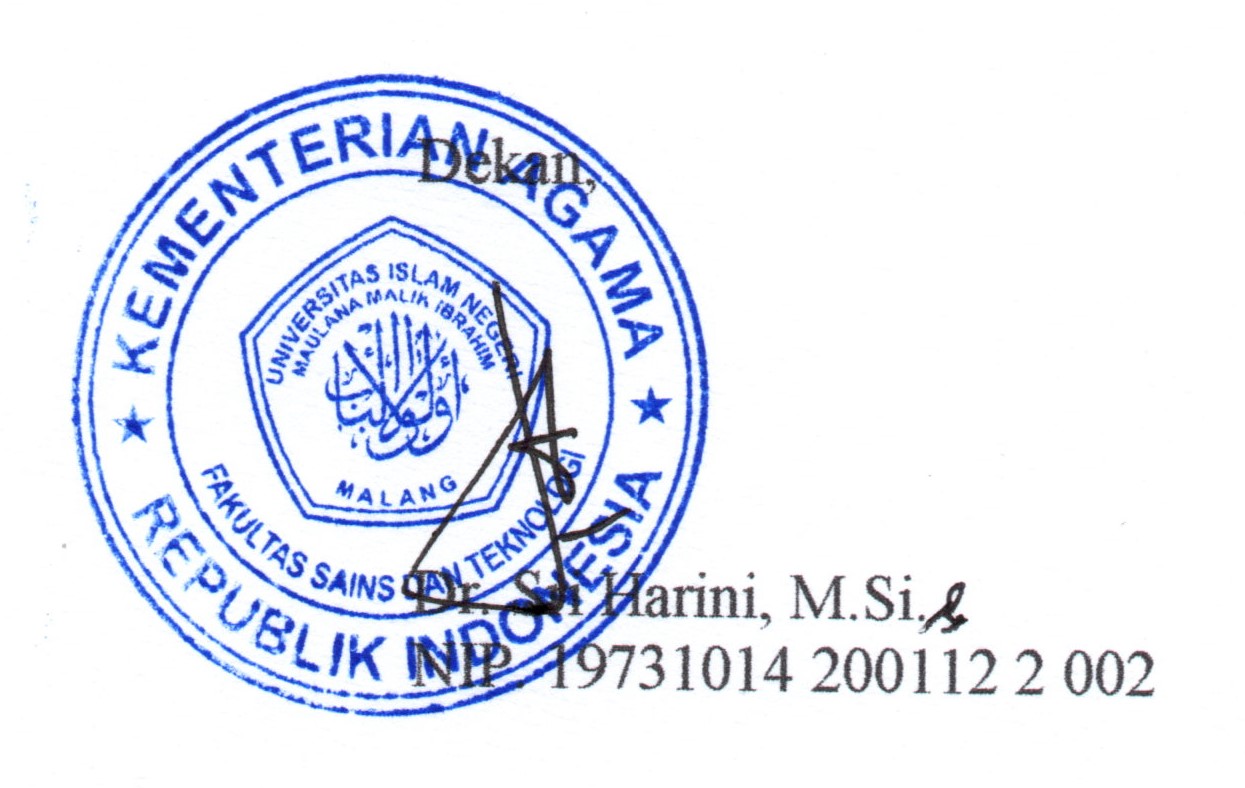 KEMENTERIAN AGAMA
Dekan,
UNIVERSITAS ISLAM NEGERI
MAULANA MALIK IBRAHIM
MALANG
FAKULTAS SAINS DAN TEKNOLOGI
REPUBLIK INDONESIA
Dr. Sri Harini, M.Si.
NIP. 19731014 200112 2 002